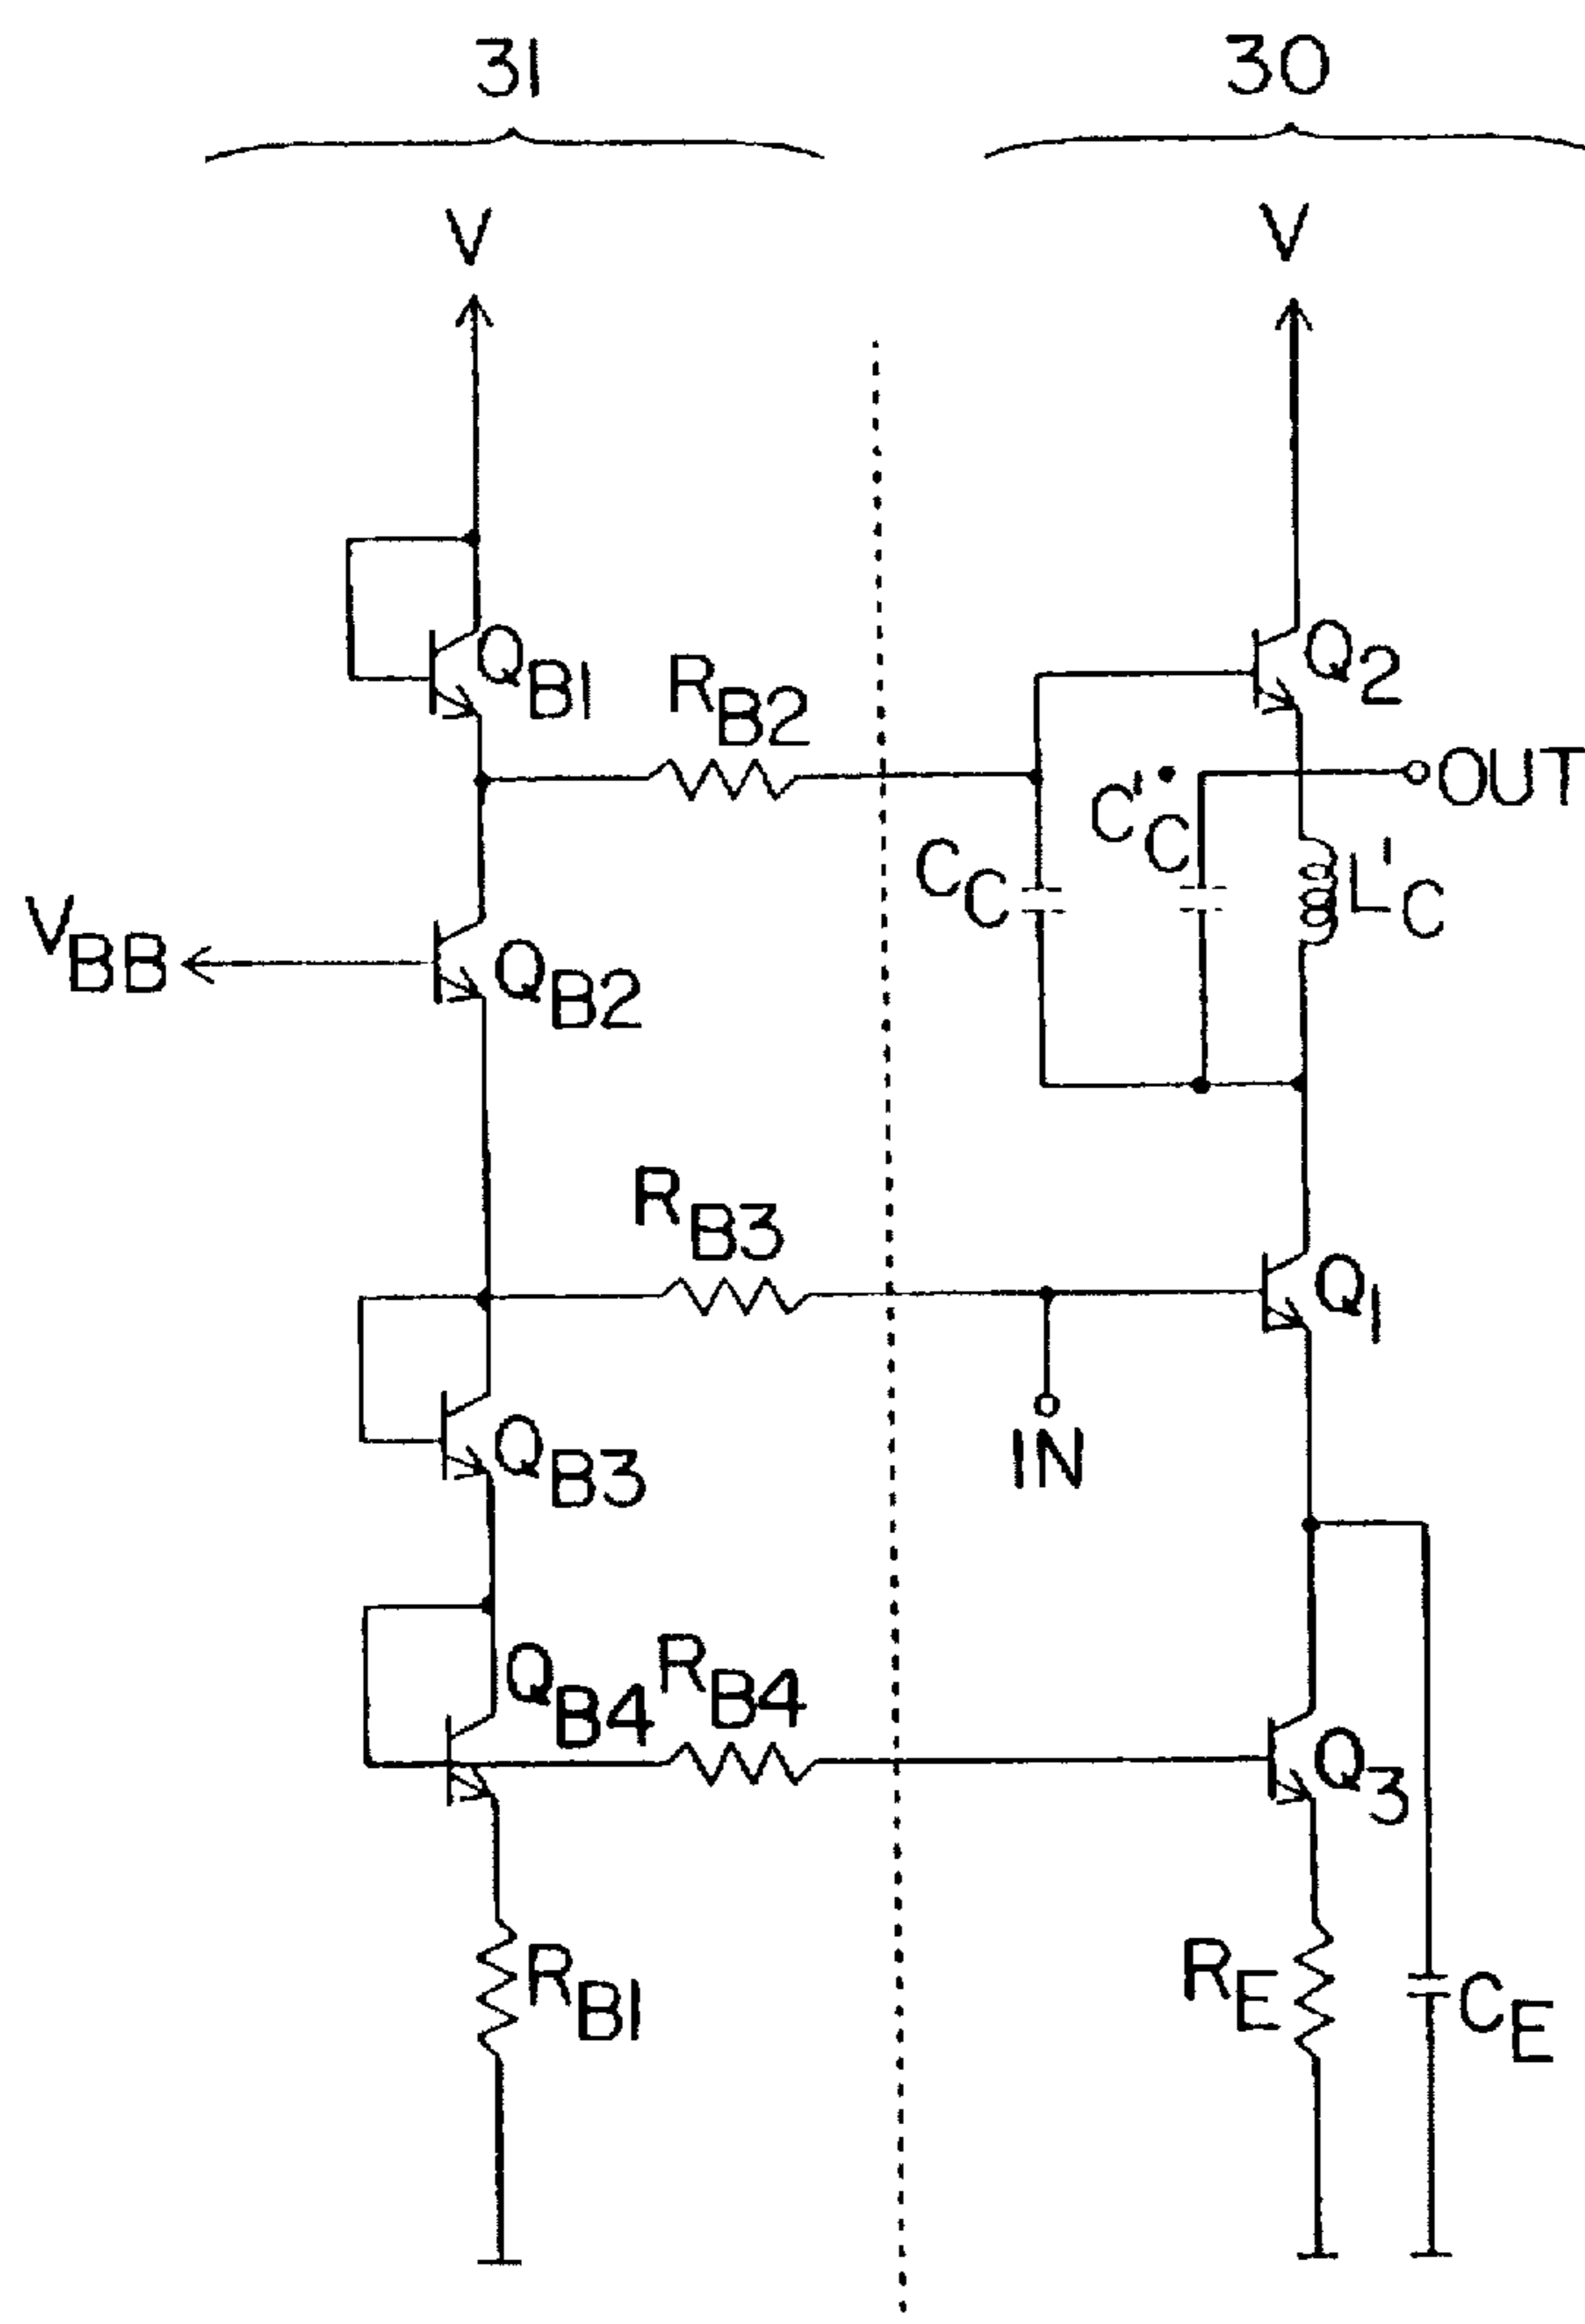 31
30
V
V
QB1
RB2
Q2
C'C
OUT
CC
L'C
VBB
QB2
RB3
Q1
QB3
IN
QB4
RB4
Q3
RB1
RE
CE